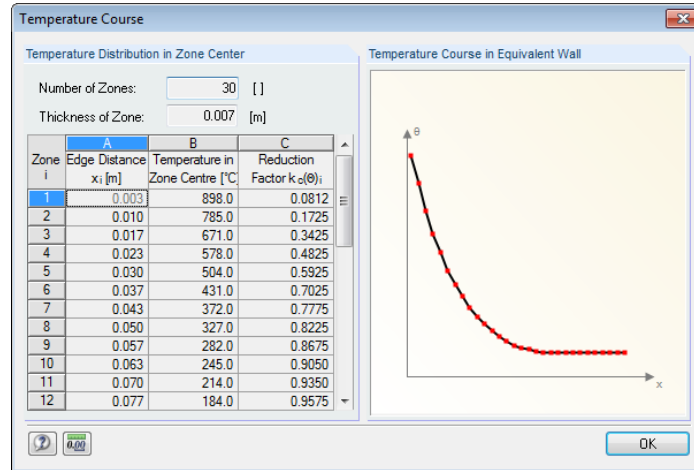 Temperature Course
Temperature Distribution in Zone Center
Number of Zones: 30 [ ]
Thickness of Zone: 0.007 [m]
A B C
Zone Edge Distance Temperature in Reduction
i xᵢ [m] Zone Centre [°C] Factor k c(θ)ᵢ
1 0.003 898.0 0.0812
2 0.010 785.0 0.1725
3 0.017 671.0 0.3425
4 0.023 578.0 0.4825
5 0.030 504.0 0.5925
6 0.037 431.0 0.7025
7 0.043 372.0 0.7775
8 0.050 327.0 0.8225
9 0.057 282.0 0.8675
10 0.063 245.0 0.9050
11 0.070 214.0 0.9350
12 0.077 184.0 0.9575
Temperature Course in Equivalent Wall
θ
x
0.00
OK